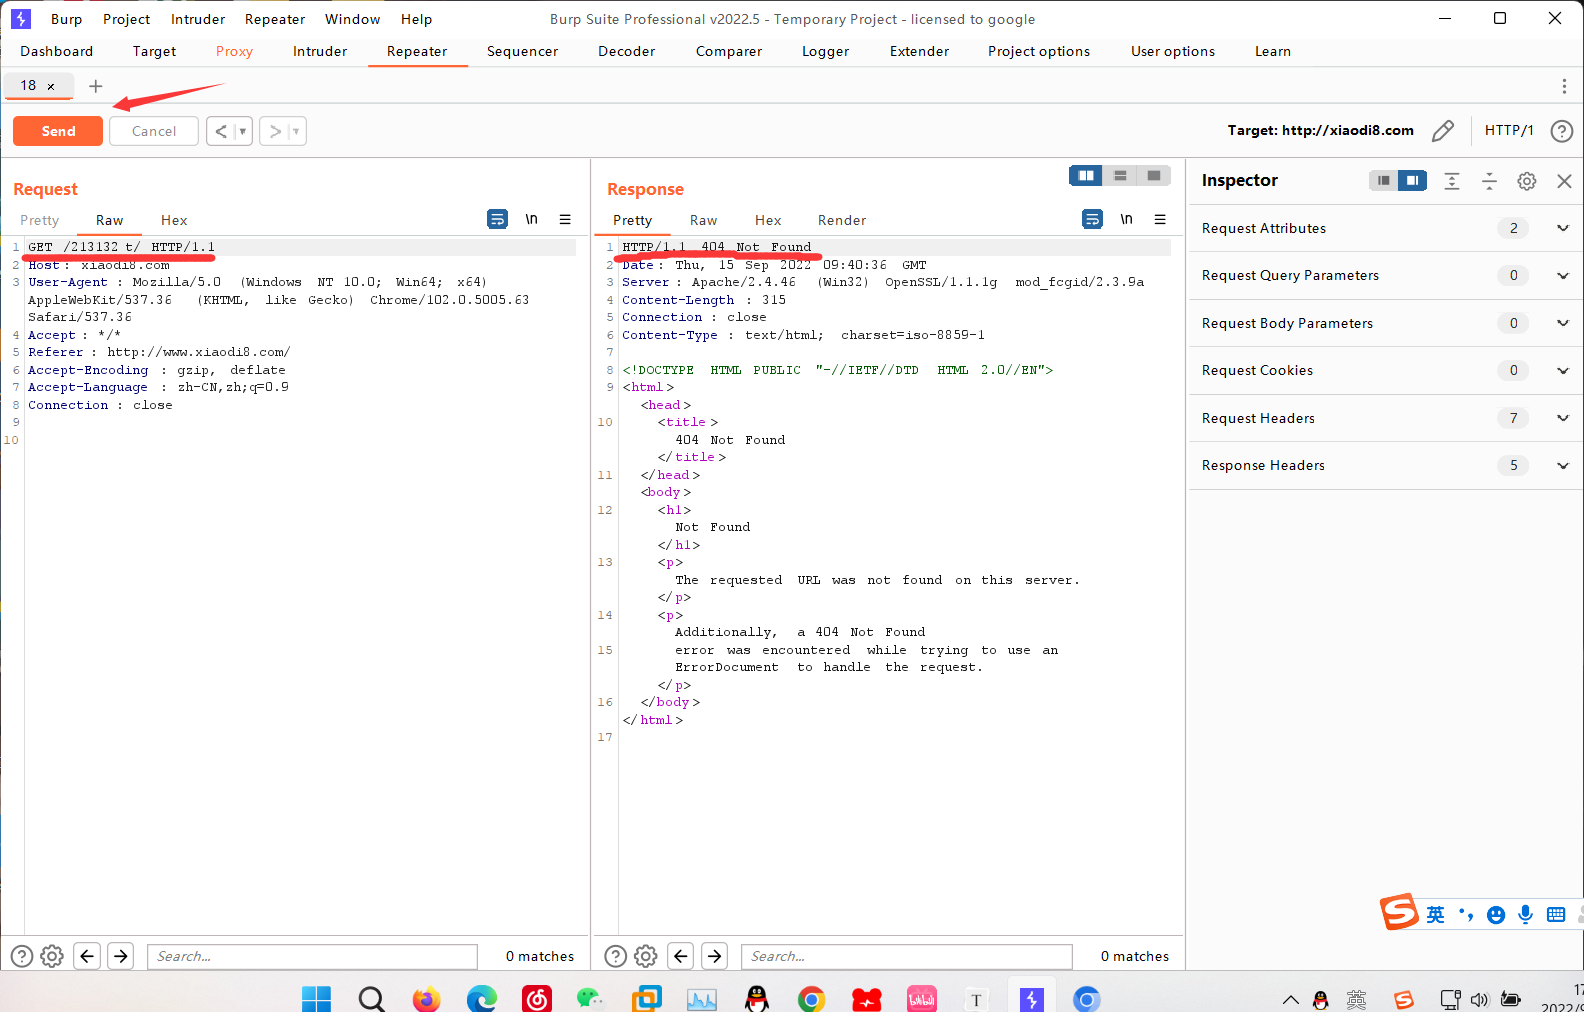 Burp Project Intruder Repeater Window Help Burp Suite Professional v2022.5 - Temporary Project - licensed to google
Dashboard Target Proxy Intruder Repeater Sequencer Decoder Comparer Logger Extender Project options User options Learn
18 × +
Send Cancel < > Target: http://xiaodi8.com HTTP/1 ?
Request
Pretty Raw Hex \n
1 GET /213132 t/ HTTP/1.1
2 Host : xiaodi8.com
3 User-Agent : Mozilla/5.0 (Windows NT 10.0; Win64; x64)
AppleWebKit/537.36 (KHTML, like Gecko) Chrome/102.0.5005.63
Safari/537.36
4 Accept : */*
5 Referer : http://www.xiaodi8.com/
6 Accept-Encoding : gzip, deflate
7 Accept-Language : zh-CN,zh;q=0.9
8 Connection : close
9
10
Search... 0 matches
Response
Pretty Raw Hex Render \n
1 HTTP/1.1 404 Not Found
2 Date : Thu, 15 Sep 2022 09:40:36 GMT
3 Server : Apache/2.4.46 (Win32) OpenSSL/1.1.1g mod_fcgid/2.3.9a
4 Content-Length : 315
5 Connection : close
6 Content-Type : text/html; charset=iso-8859-1
7
8 <!DOCTYPE HTML PUBLIC "-//IETF//DTD HTML 2.0//EN">
9 <html>
<head>
10 <title>
404 Not Found
</title>
11 </head>
<body>
12 <h1>
Not Found
</h1>
13 <p>
The requested URL was not found on this server.
</p>
14 <p>
Additionally, a 404 Not Found
15 error was encountered while trying to use an
ErrorDocument to handle the request.
</p>
16 </body>
</html>
17
Search... 0 matches
Inspector
Request Attributes 2
Request Query Parameters 0
Request Body Parameters 0
Request Cookies 0
Request Headers 7
Response Headers 5
S 英
bilibili T 英 S
17
2022/9